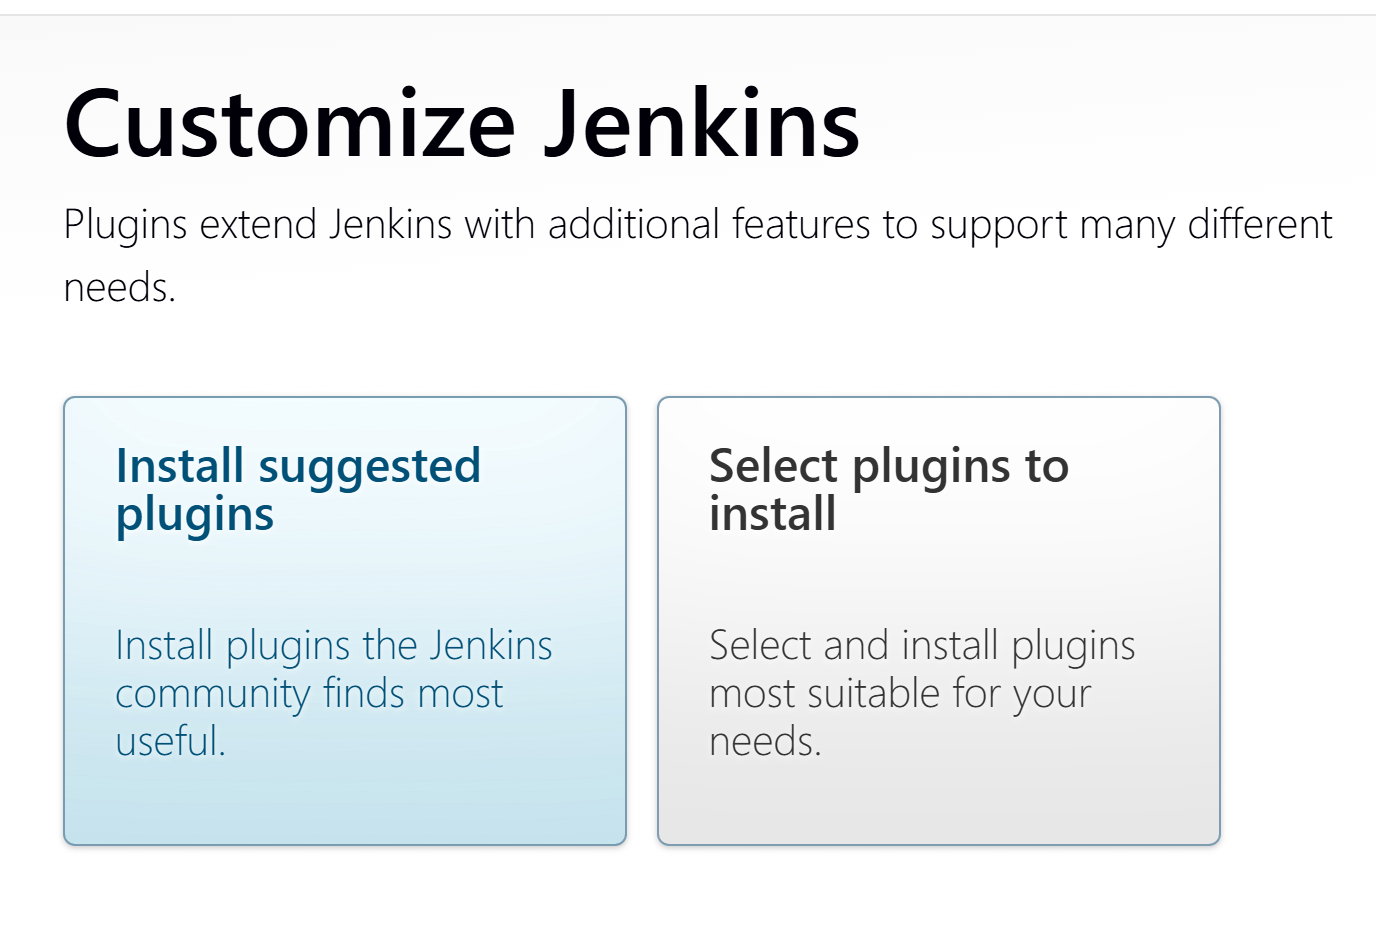 Customize Jenkins
Plugins extend Jenkins with additional features to support many different
needs.
Install suggested
plugins
Install plugins the Jenkins
community finds most
useful.
Select plugins to
install
Select and install plugins
most suitable for your
needs.